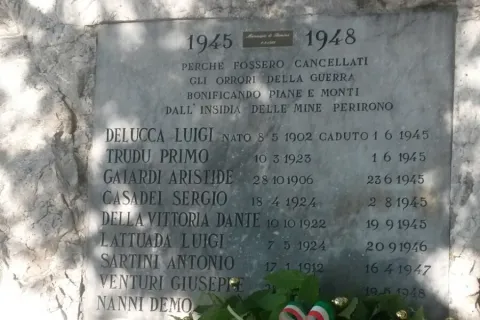 1945 1948
PERCHÈ FOSSERO CANCELLATI
GLI ORRORI DELLA GUERRA
BONIFICANDO PIANE E MONTI
DALL'INSIDIA DELLE MINE PERIRONO
DELUCCA LUIGI NATO 8 5 1902 CADUTO 1 6 1945
TRUDU PRIMO 10 3 1923 1 6 1945
GAIARDI ARISTIDE 28 10 1906 23 6 1945
CASADEI SERGIO 18 4 1924 2 8 1945
DELLA VITTORIA DANTE 10 10 1922 19 9 1945
LATTUADA LUIGI 7 5 1924 20 9 1946
SARTINI ANTONIO 17 1 1912 16 4 1947
VENTURI GIUSEPPE 1948
NANNI DEMO